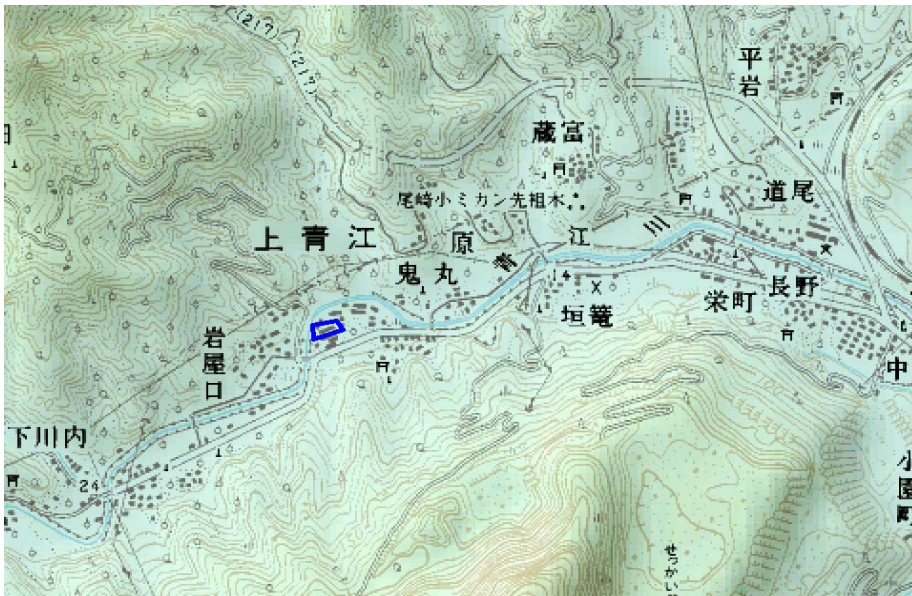 (217)
(217)
平岩
蔵富
尾崎小ミカン先祖木
道尾
上青江
原
青江川
鬼丸
14
垣籠
栄町
長野
岩屋口
中
下川内
24
小園町
せっかい